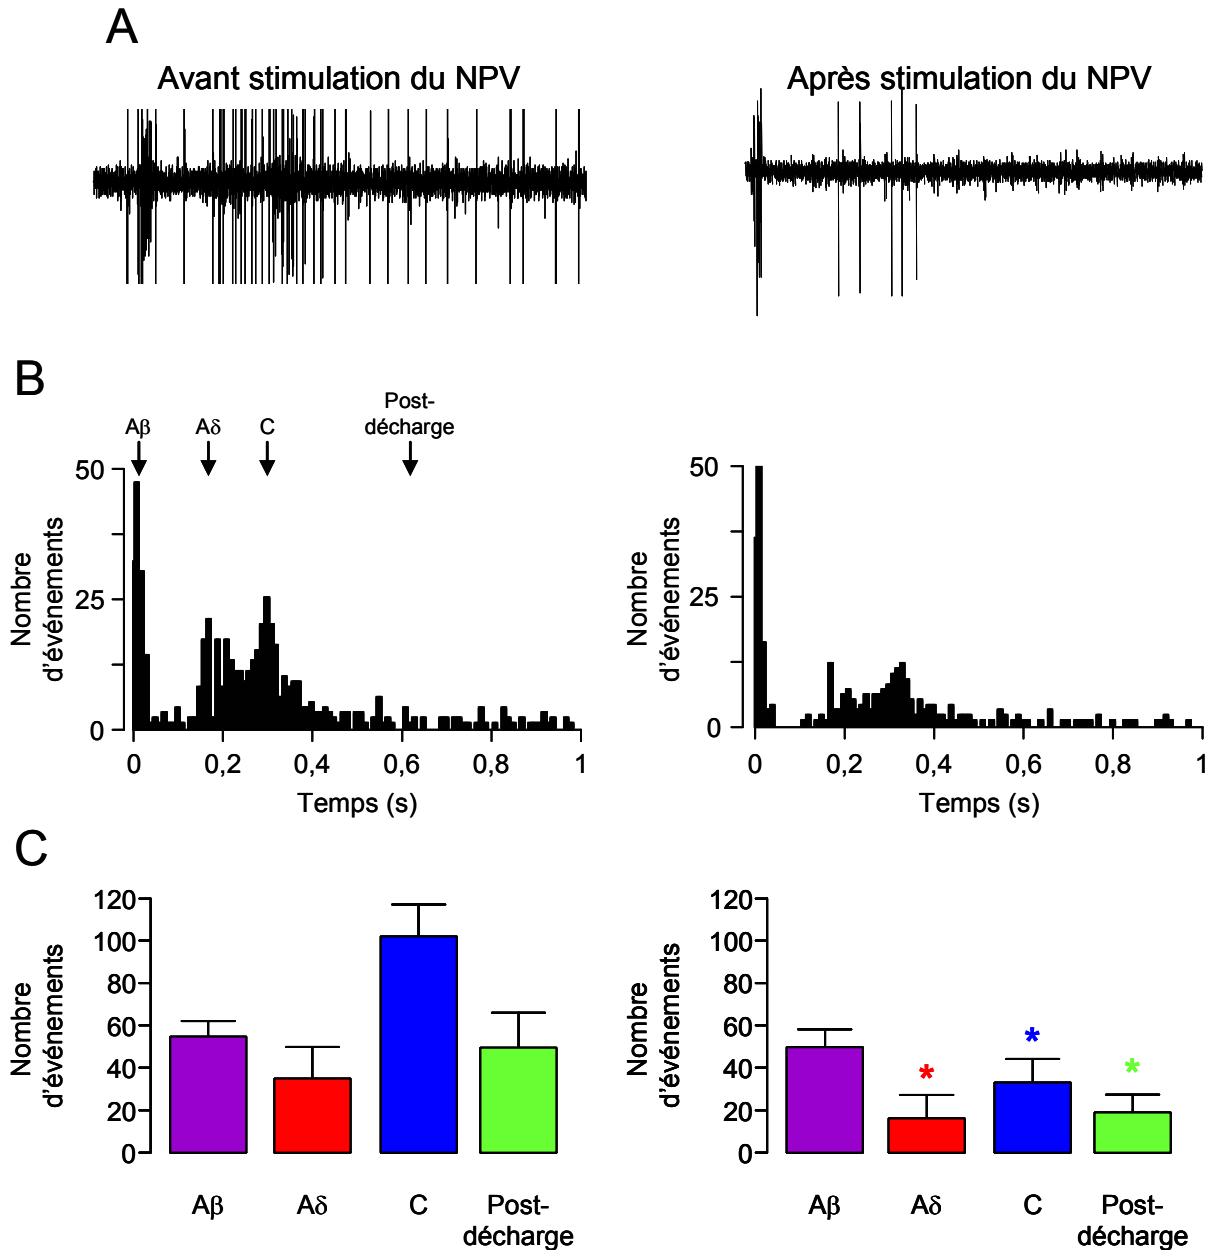 A
Avant stimulation du NPV
Après stimulation du NPV
B
Aβ
Aδ
C
Post-
décharge
50
25
0
Nombre
d'événements
0
0,2
0,4
0,6
0,8
1
Temps (s)
50
25
0
Nombre
d'événements
0
0,2
0,4
0,6
0,8
1
Temps (s)
C
120
100
80
60
40
20
0
Nombre
d'événements
Aβ
Aδ
C
Post-
décharge
120
100
80
60
40
20
0
Nombre
d'événements
*
*
*
Aβ
Aδ
C
Post-
décharge